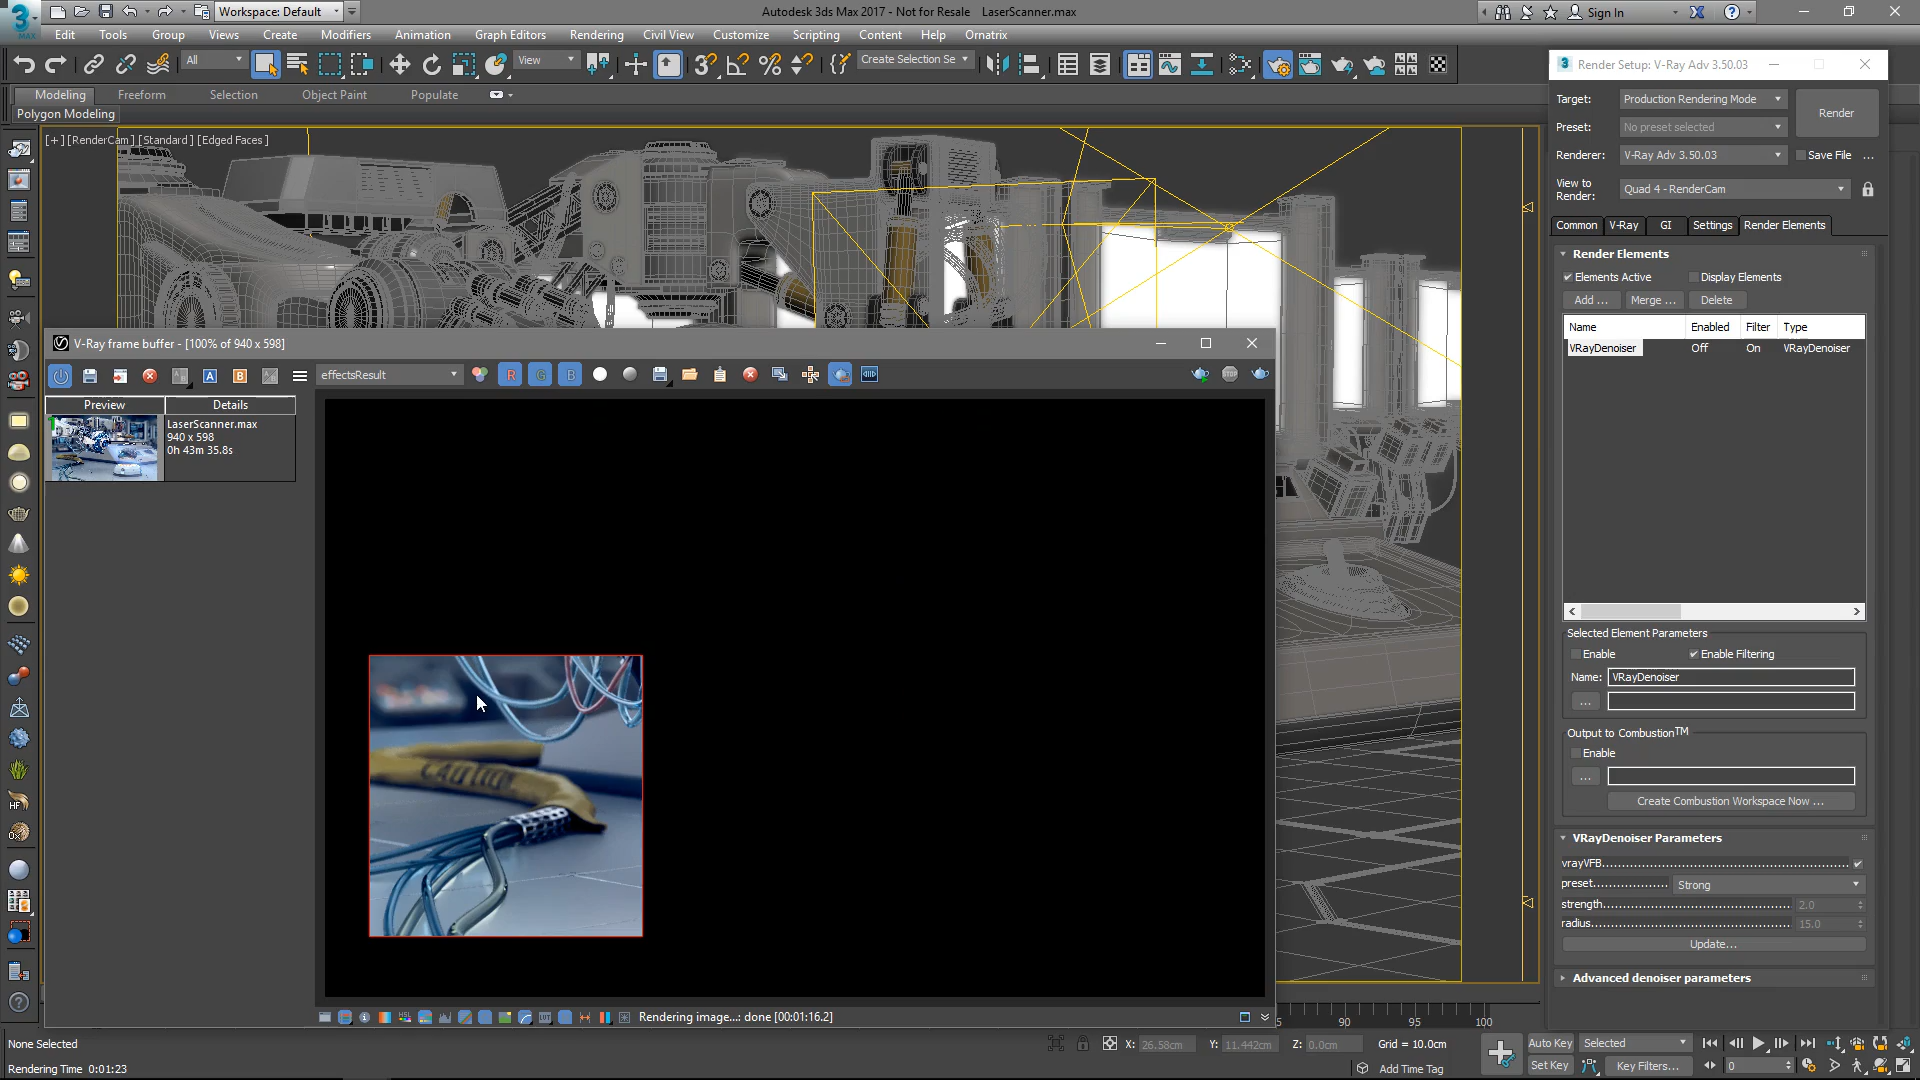 3
MAX
Workspace: Default
Autodesk 3ds Max 2017 - Not for Resale    LaserScanner.max
Sign In
Edit
Tools
Group
Views
Create
Modifiers
Animation
Graph Editors
Rendering
Civil View
Customize
Scripting
Content
Help
Ornatrix
All
View
Create Selection Se
Modeling
Freeform
Selection
Object Paint
Populate
Polygon Modeling
[+] [RenderCam] [Standard] [Edged Faces]
Render Setup: V-Ray Adv 3.50.03
Target:
Production Rendering Mode
Render
Preset:
No preset selected
Renderer:
V-Ray Adv 3.50.03
Save File
...
View to Render:
Quad 4 - RenderCam
Common
V-Ray
GI
Settings
Render Elements
Render Elements
Elements Active
Display Elements
Add ...
Merge ...
Delete
Name
Enabled
Filter
Type
VRayDenoiser
Off
On
VRayDenoiser
Selected Element Parameters
Enable
Enable Filtering
Name:
VRayDenoiser
...
Output to Combustion™
Enable
...
Create Combustion Workspace Now ...
VRayDenoiser Parameters
vrayVFB
preset
Strong
strength
2.0
radius
15.0
Update...
Advanced denoiser parameters
V-Ray frame buffer - [100% of 940 x 598]
effectsResult
R
G
B
Preview
Details
LaserScanner.max
940 x 598
0h 43m 35.8s
CAUTION
Rendering image...: done [00:01:16.2]
90
95
100
None Selected
X:
26.58cm
Y:
11.442cm
Z:
0.0cm
Grid = 10.0cm
Auto Key
Selected
Rendering Time 0:01:23
Add Time Tag
Set Key
Key Filters...
0